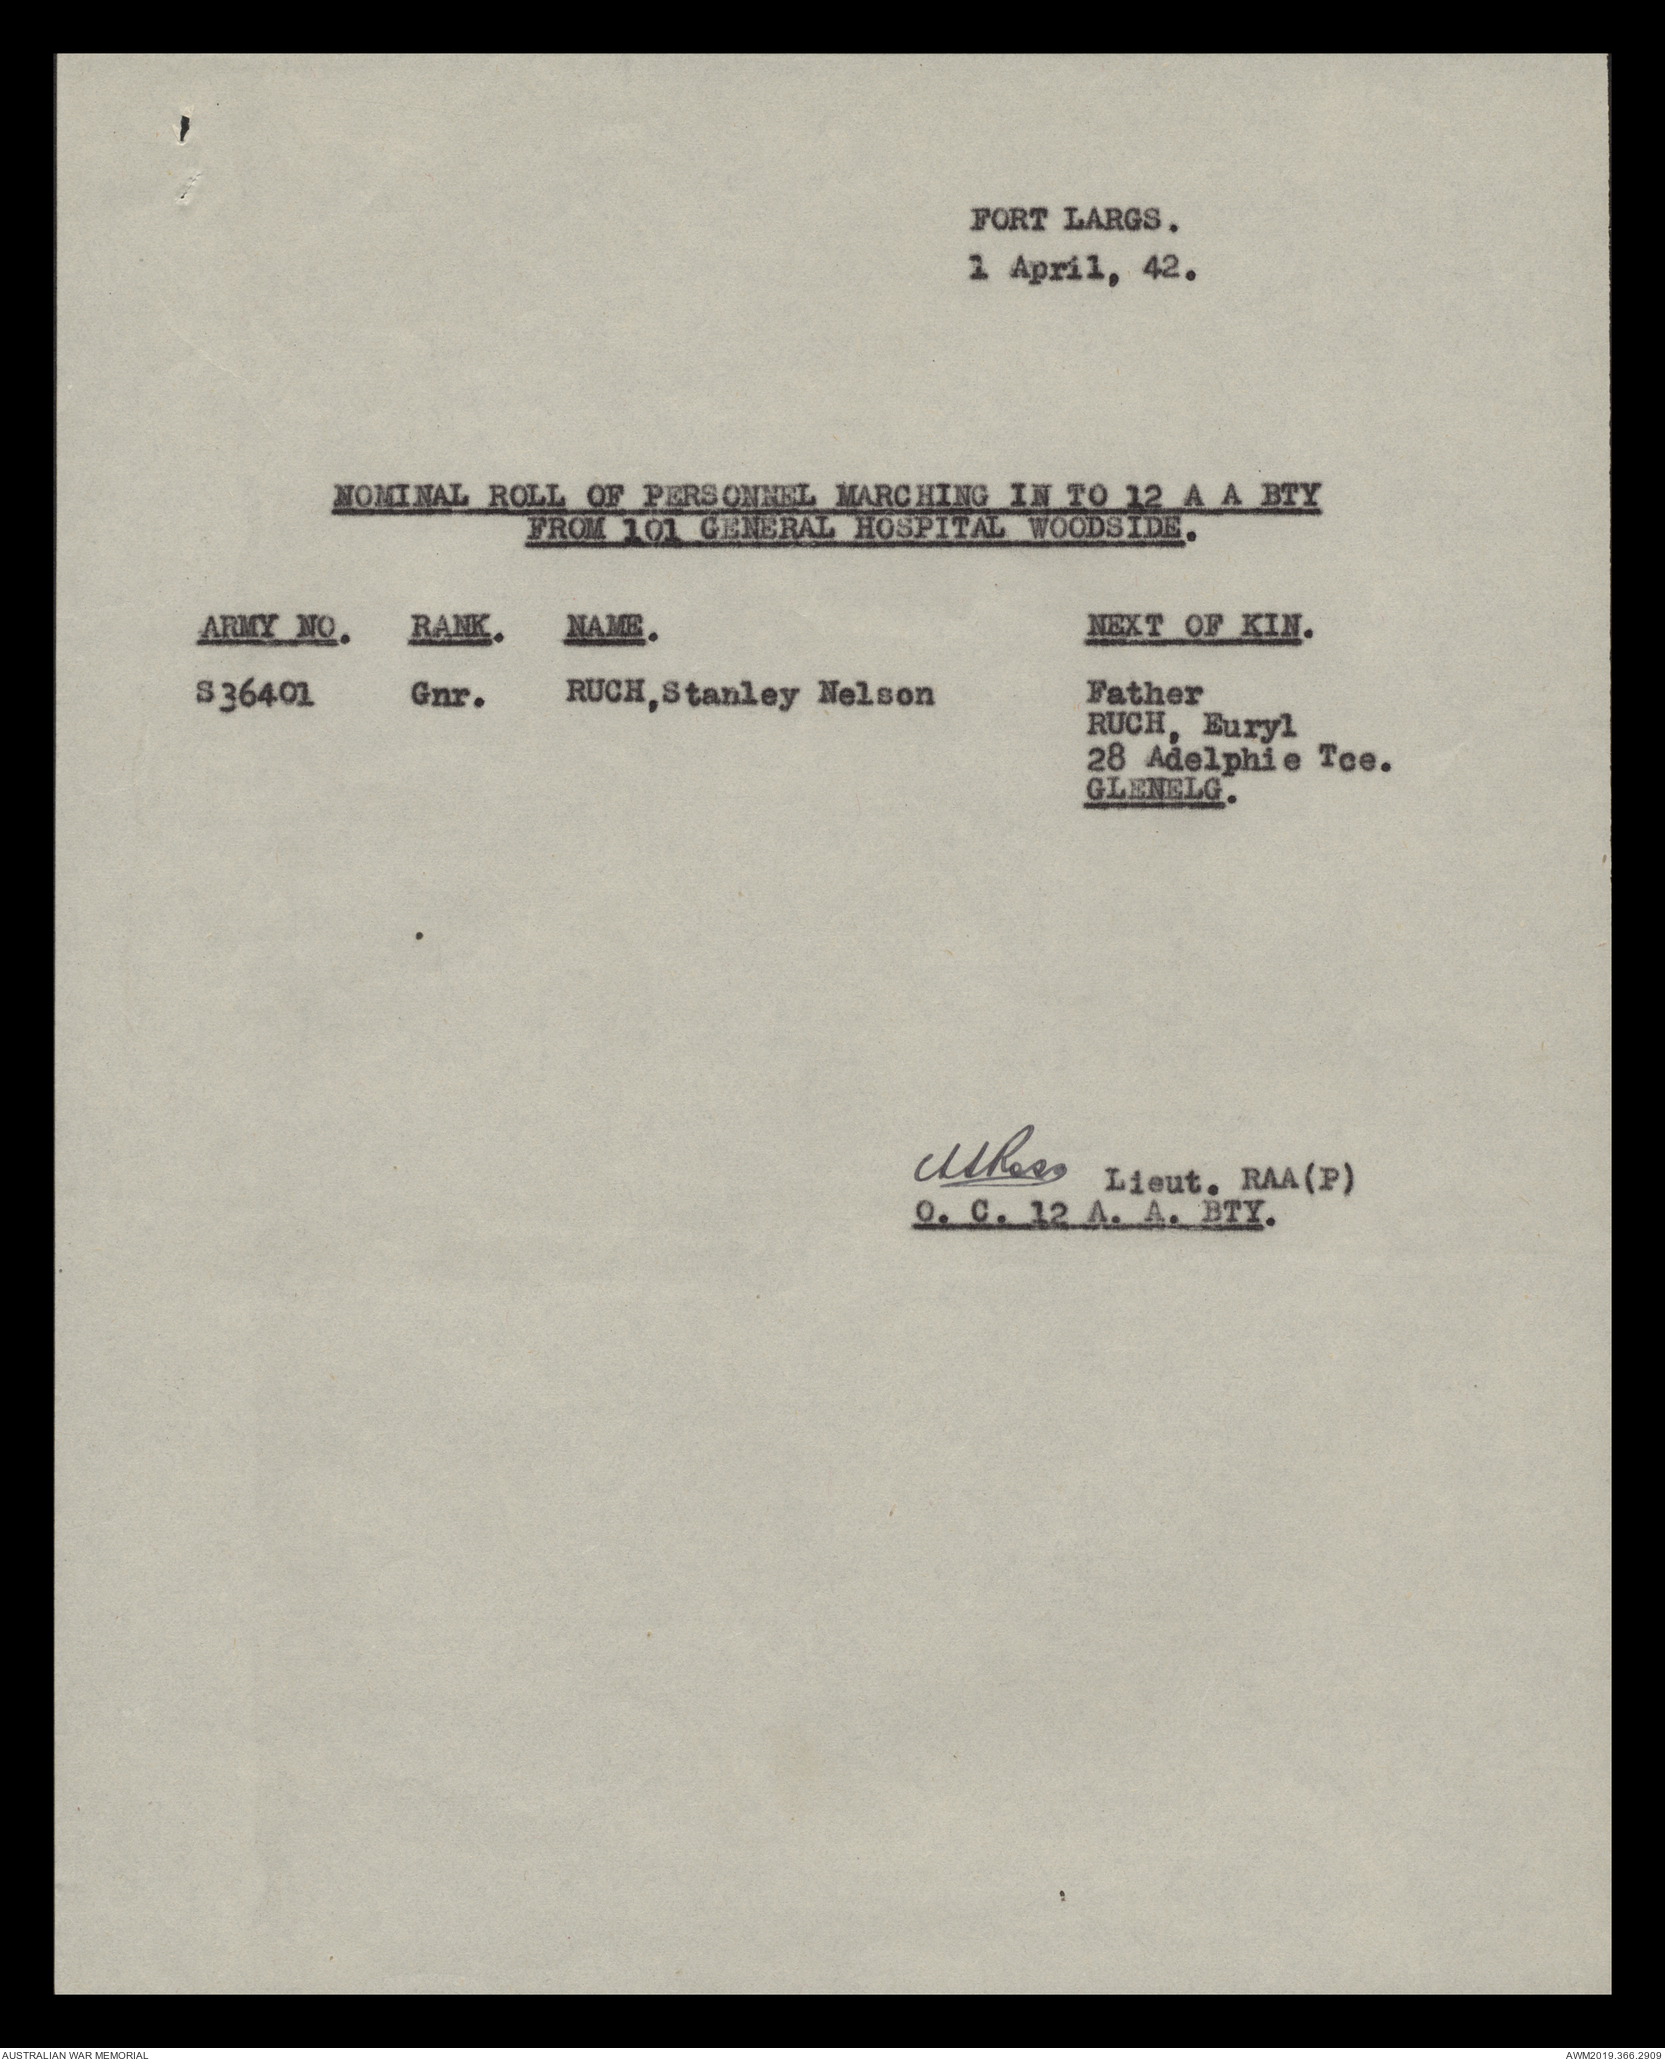 FORT LARGS.
1 April, 42.
NOMINAL ROLL OF PERSONNEL MARCHING IN TO 12 A A BTY
FROM 101 GENERAL HOSPITAL WOODSIDE.
ARMY NO. RANK. NAME. NEXT OF KIN.
S36401 Gnr. RUCH,Stanley Nelson Father
RUCH, Euryl
28 Adelphie Tce.
GLENELG.
Ross Lieut. RAA(P)
O. C. 12 A. A. BTY.
AUSTRALIAN WAR MEMORIAL AWM2019.366.2909